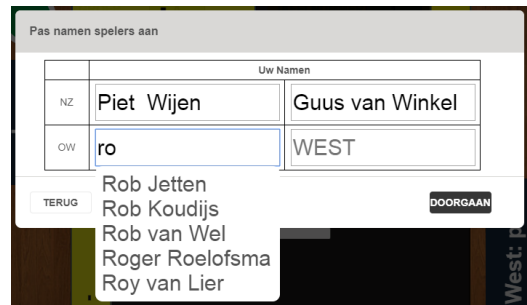 Pas namen spelers aan
Uw Namen
NZ Piet Wijen Guus van Winkel
OW ro WEST
Rob Jetten
Rob Koudijs
Rob van Wel
Roger Roelofsma
Roy van Lier
TERUG DOORGAAN
West: p